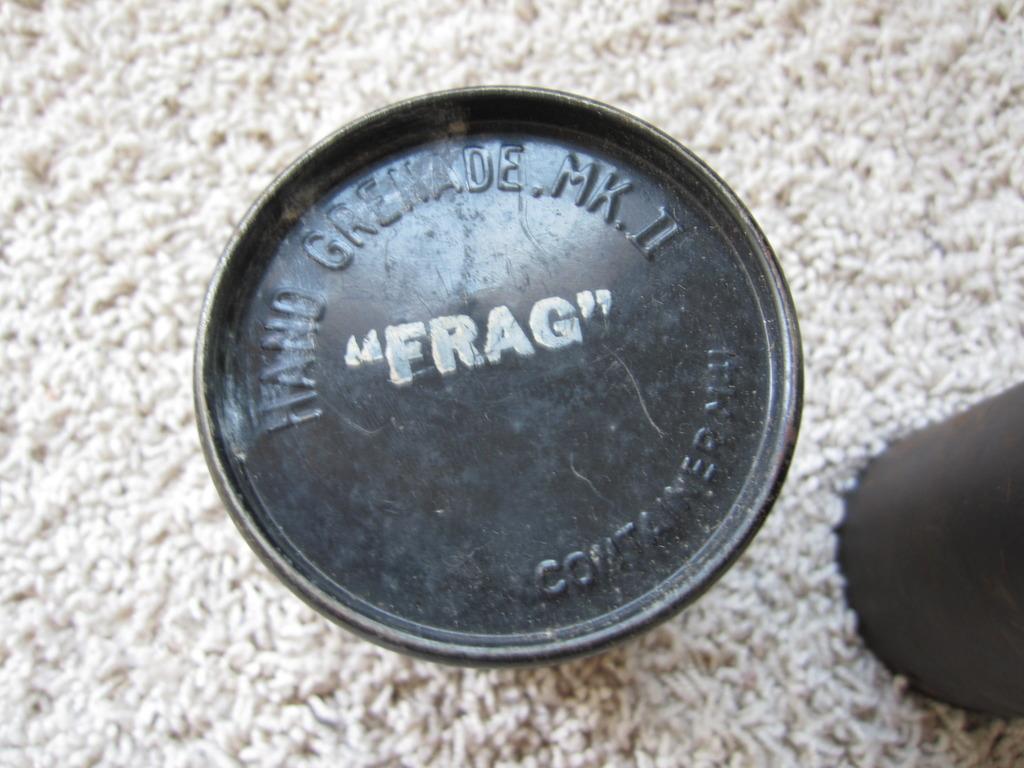 HAND GRENADE. MK. II
“FRAG”
CONTAINER